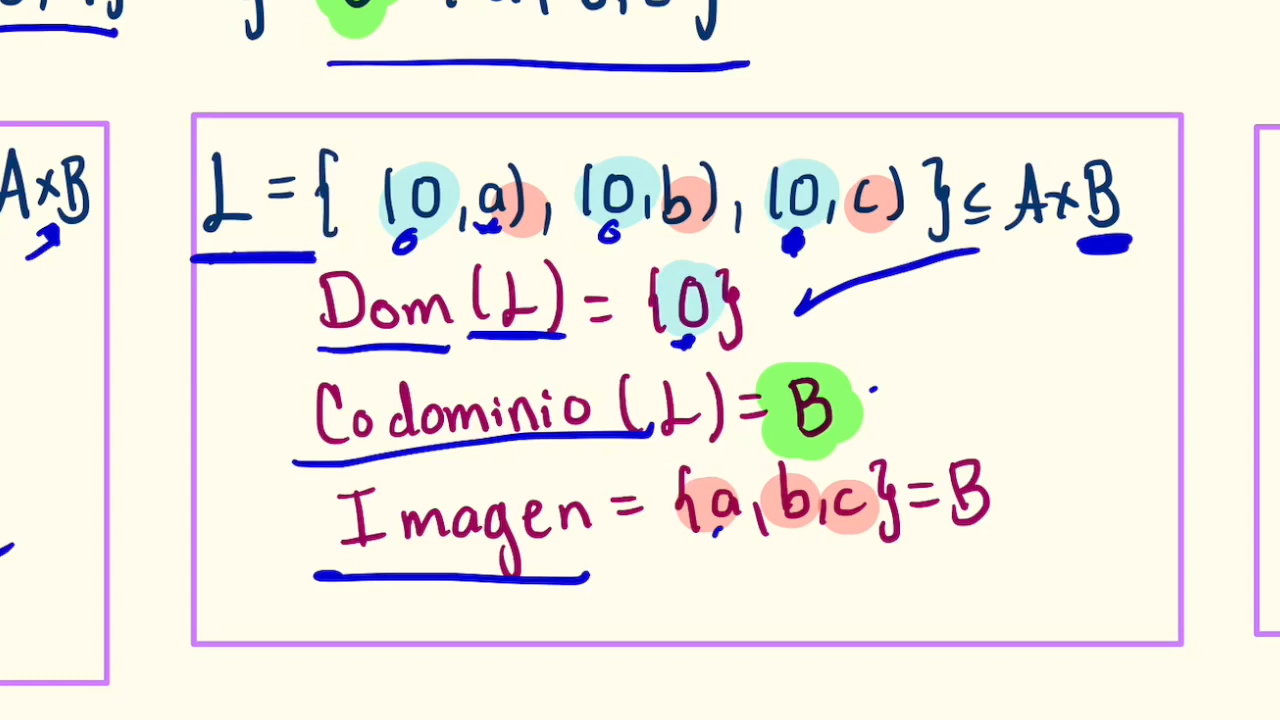 A×B
L = { (0, a), (0, b), (0, c) } ⊆ A×B
Dom (L) = {0}
Codominio (L) = B
Imagen = {a, b, c} = B